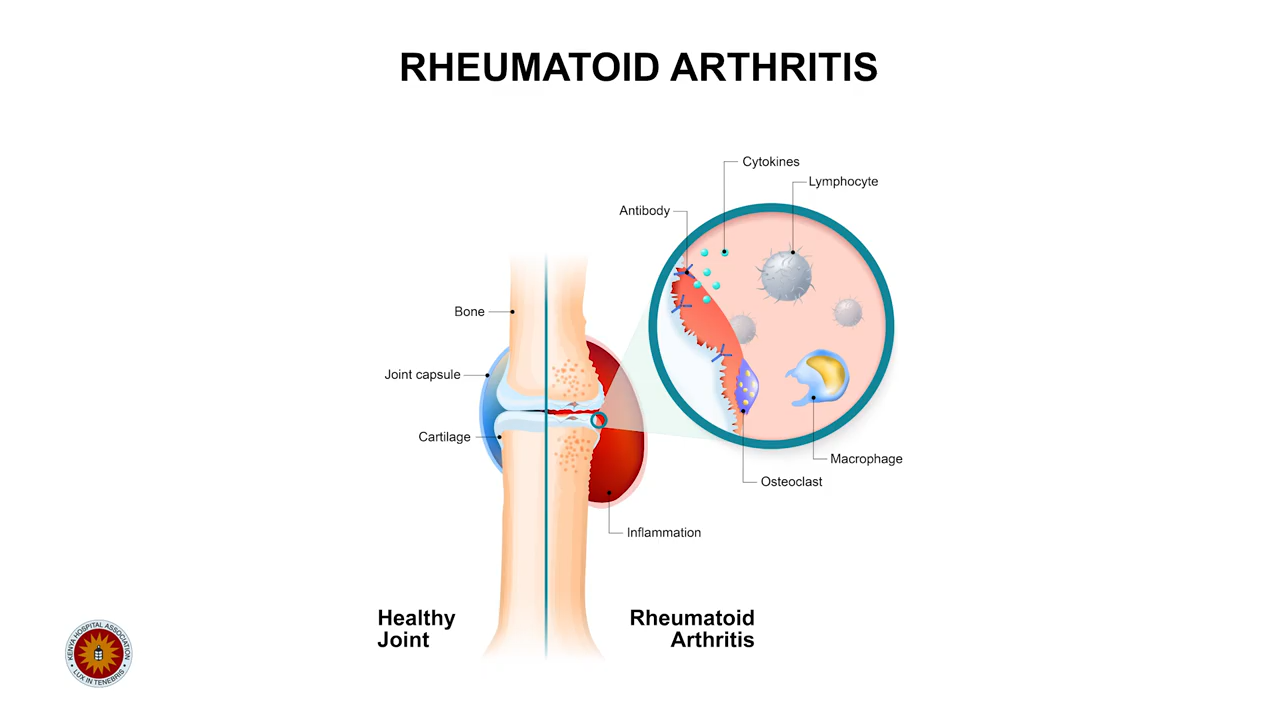 RHEUMATOID ARTHRITIS
Cytokines
Lymphocyte
Antibody
Bone
Joint capsule
Cartilage
Macrophage
Osteoclast
Inflammation
Healthy
Joint
Rheumatoid
Arthritis
KENYA HOSPITAL ASSOCIATION
LUX IN TENEBRIS